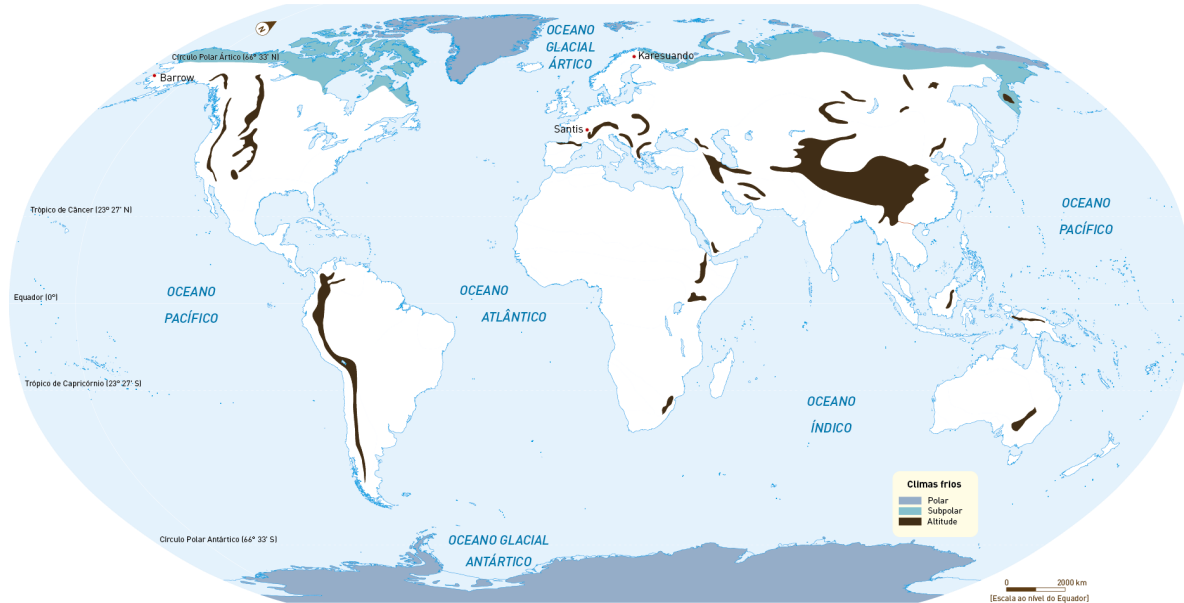 N
OCEANO
GLACIAL
ÁRTICO
Círculo Polar Ártico (66° 33' N)
Karesuando
Barrow
Santis
Trópico de Câncer (23° 27' N)
OCEANO
PACÍFICO
Equador (0°)
OCEANO
PACÍFICO
OCEANO
ATLÂNTICO
Trópico de Capricórnio (23° 27' S)
OCEANO
ÍNDICO
Climas frios
Polar
Subpolar
Altitude
Círculo Polar Antártico (66° 33' S)
OCEANO GLACIAL
ANTÁRTICO
0 2000 km
[Escala ao nível do Equador]